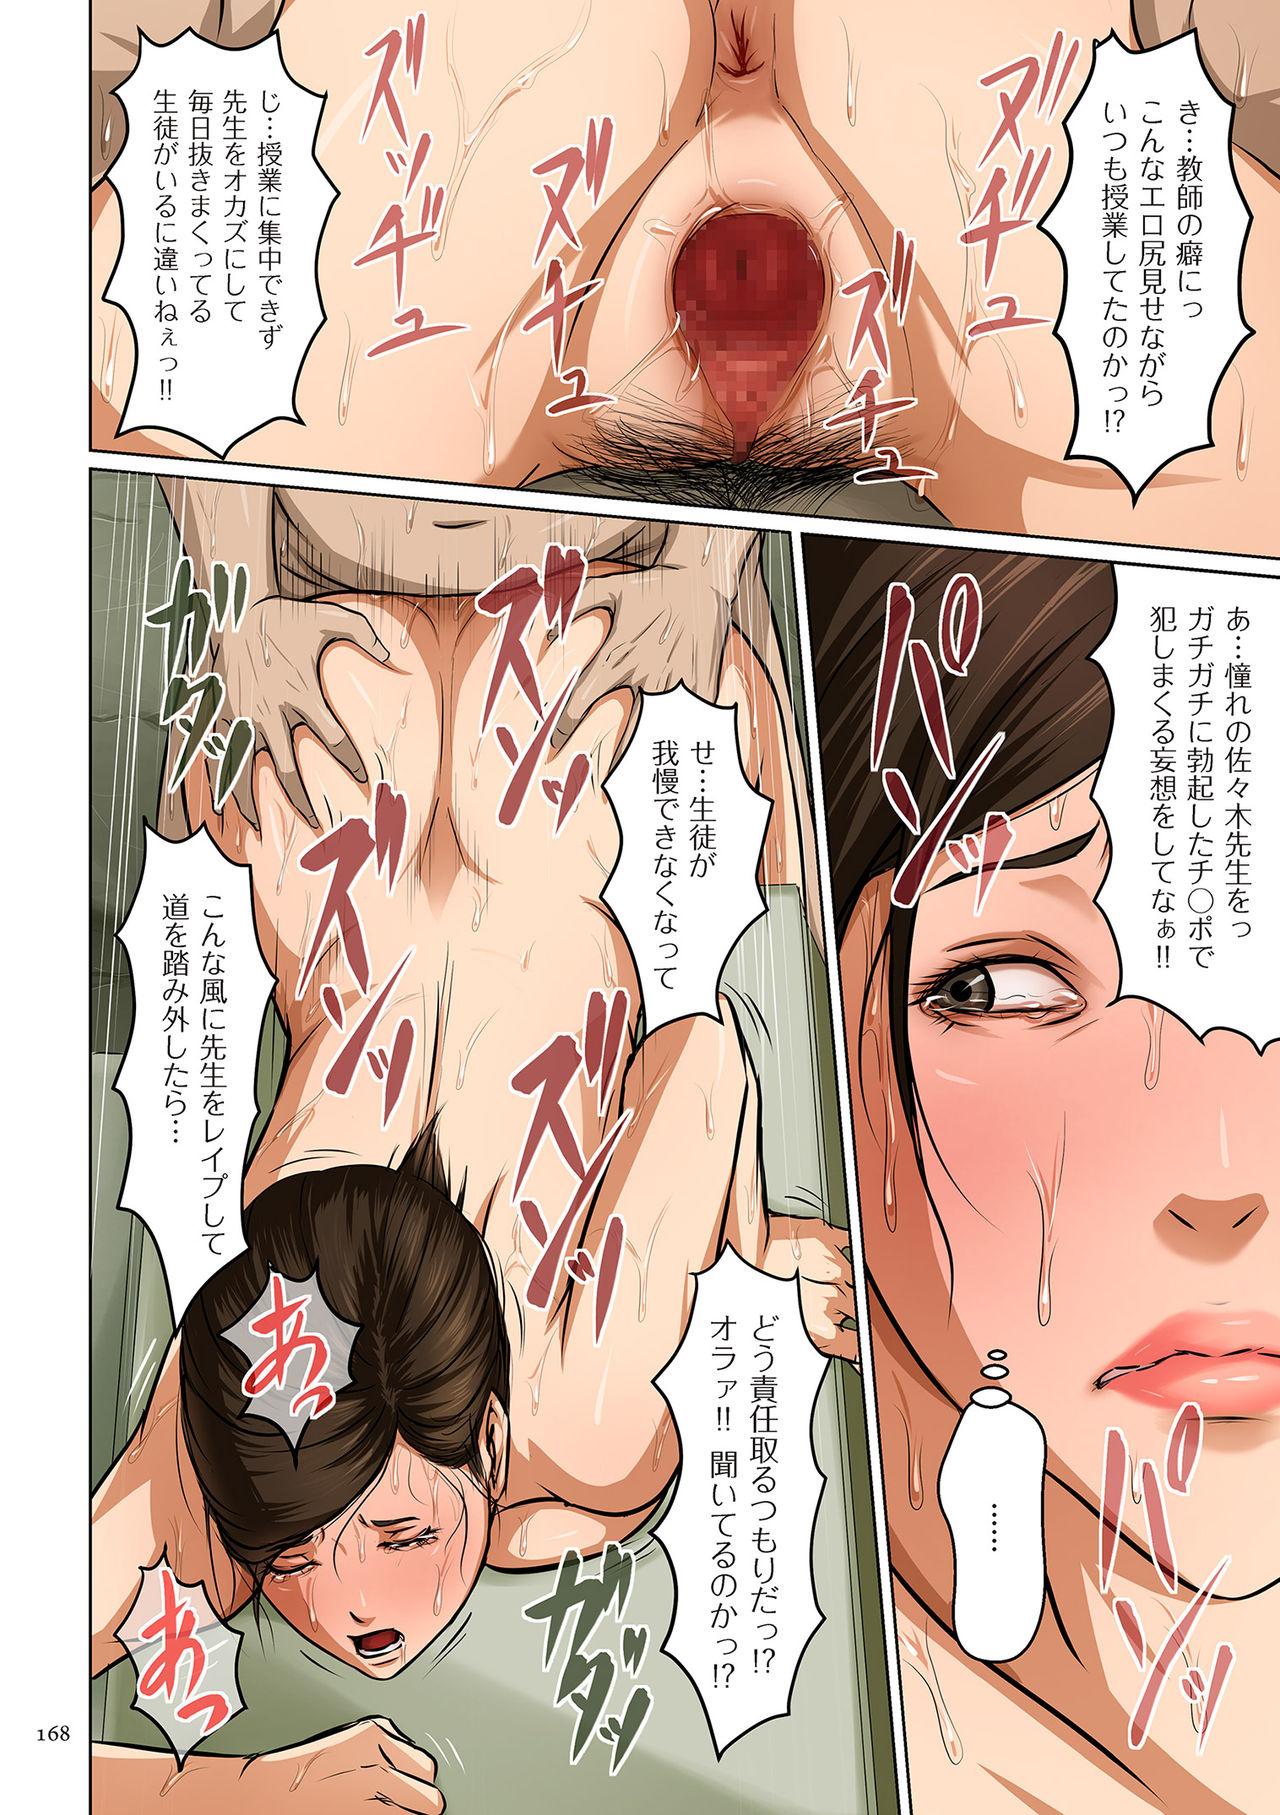 き…教師の癖にっ
こんなエロ尻見せながら
いつも授業してたのかっ!?
ヌチュ
ズチュ
ヌチュ
ズッチュ
じ…授業に集中できず
先生をオカズにして
毎日抜きまくってる
生徒がいるに違いねぇっ!!
あ…憧れの佐々木先生をっ
ガチガチに勃起したチ○ポで
犯しまくる妄想をしてなぁ!!
パンッ
……
パンッ
せ…生徒が
我慢できなくなって
ズンッ
ガタッ
ズンッ
ズンッ
こんな風に先生をレイプして
道を踏み外したら…
どう責任取るつもりだっ!?
オラァ!! 聞いてるのかっ!?
あっ
あっ
ガタッ
168